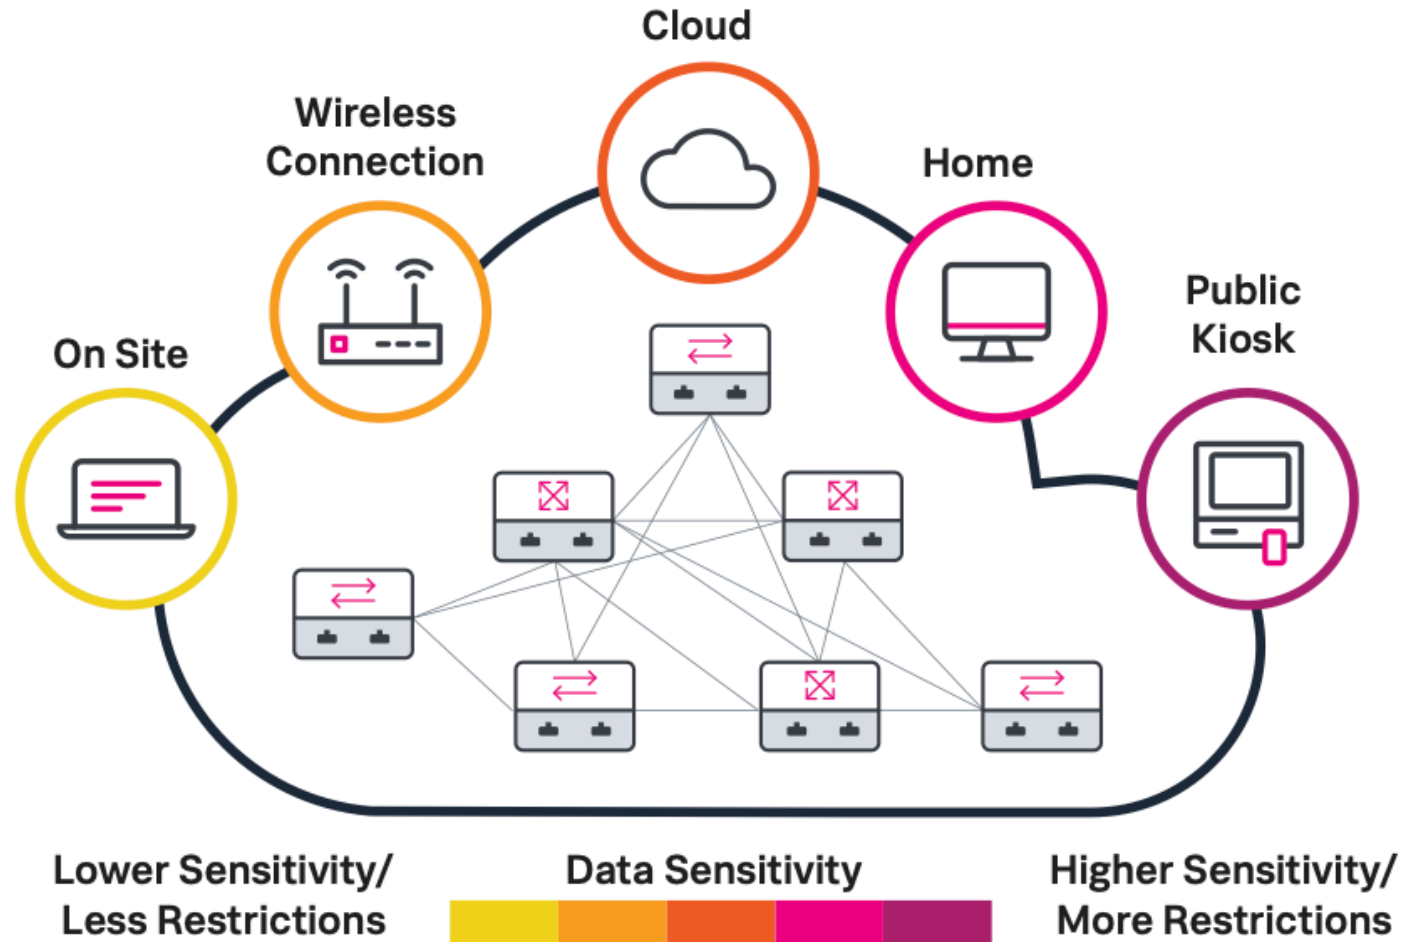 Cloud
Wireless
Connection
Home
Public
Kiosk
On Site
Lower Sensitivity/
Less Restrictions
Data Sensitivity
Higher Sensitivity/
More Restrictions